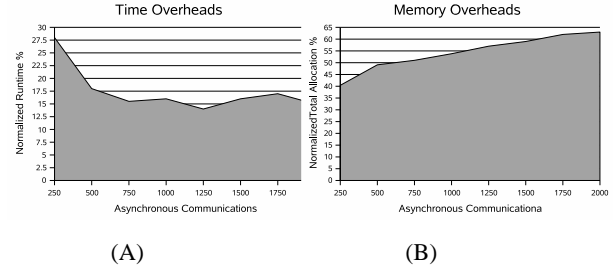 Time Overheads
Normalized Runtime %
30
27.5
25
22.5
20
17.5
15
12.5
10
7.5
5
2.5
0
250 500 750 1000 1250 1500 1750
Asynchronous Communications
(A)
Memory Overheads
NormalizedTotal Allocation %
65
60
55
50
45
40
35
30
25
20
15
10
5
0
250 500 750 1000 1250 1500 1750 2000
Asynchronous Communicationa
(B)